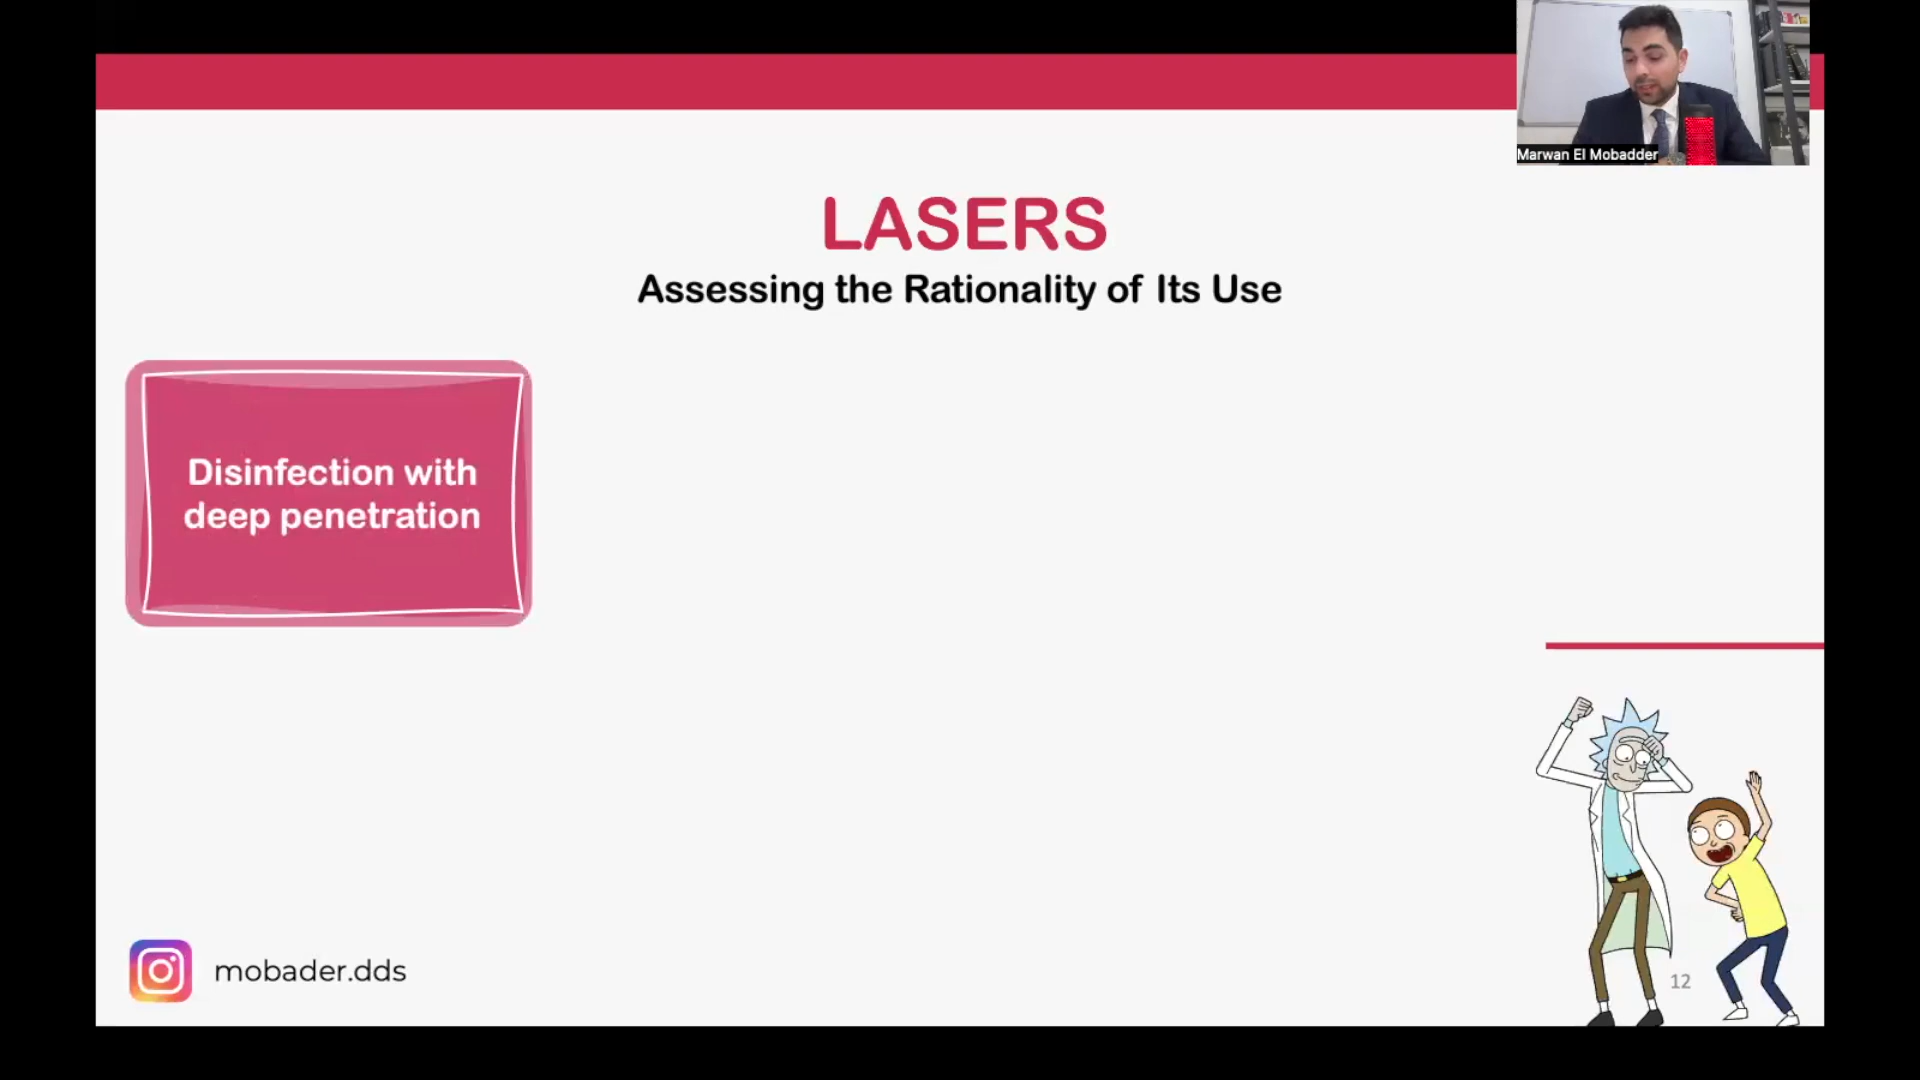 Marwan El Mobadder
LASERS
Assessing the Rationality of Its Use
Disinfection with
deep penetration
mobader.dds
12